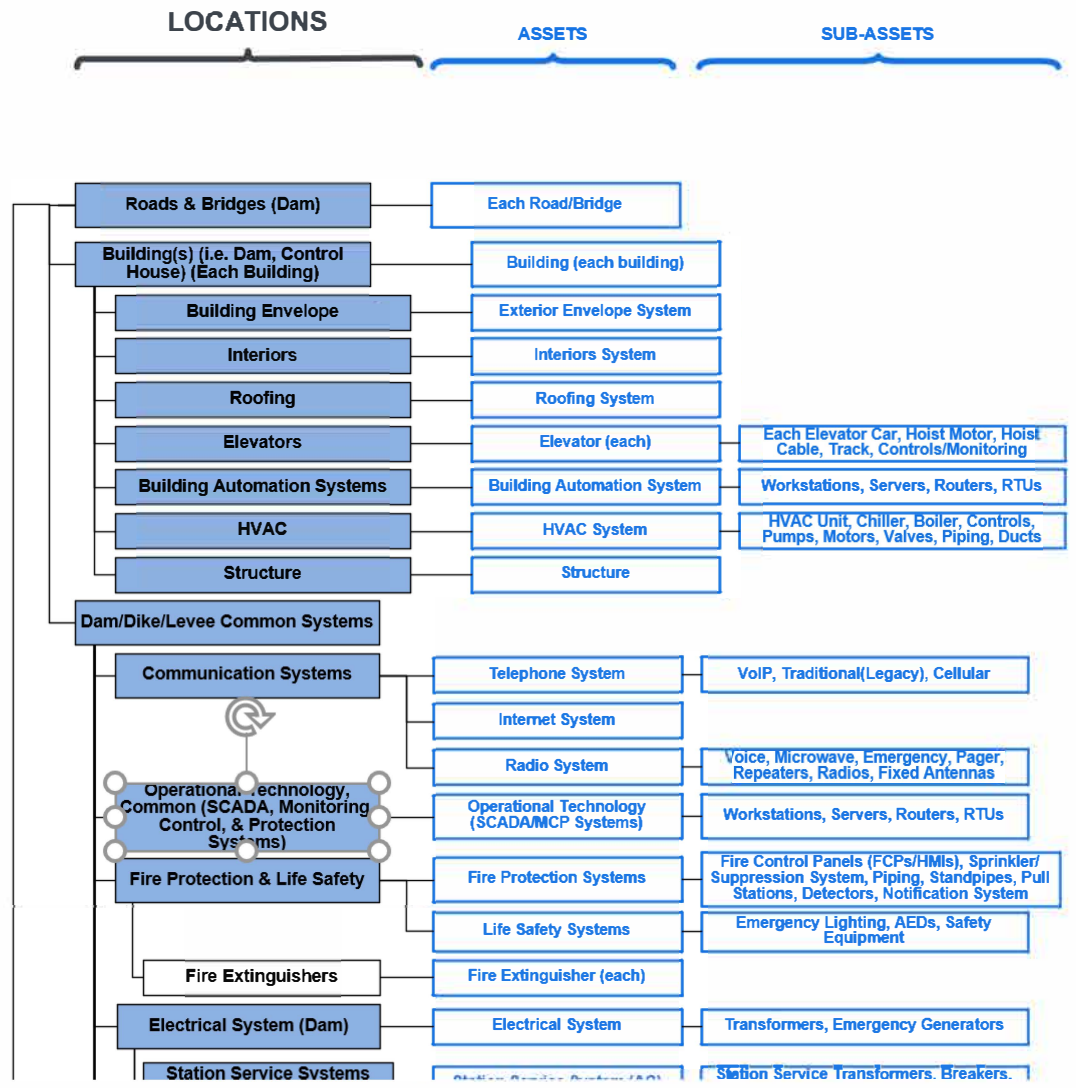 LOCATIONS
ASSETS
SUB-ASSETS
Roads & Bridges (Dam)
Each Road/Bridge
Building(s) (i.e. Dam, Control
House) (Each Building)
Building (each building)
Building Envelope
Exterior Envelope System
Interiors
Interiors System
Roofing
Roofing System
Elevators
Elevator (each)
Each Elevator Car, Hoist Motor, Hoist
Cable, Track, Controls/Monitoring
Building Automation Systems
Building Automation System
Workstations, Servers, Routers, RTUs
HVAC
HVAC System
HVAC Unit, Chiller, Boiler, Controls,
Pumps, Motors, Valves, Piping, Ducts
Structure
Structure
Dam/Dike/Levee Common Systems
Communication Systems
Telephone System
VoIP, Traditional(Legacy), Cellular
Internet System
Radio System
Voice, Microwave, Emergency, Pager,
Repeaters, Radios, Fixed Antennas
Operational Technology,
Common (SCADA, Monitoring
Control, & Protection
Systems)
Operational Technology
(SCADA/MCP Systems)
Workstations, Servers, Routers, RTUs
Fire Protection & Life Safety
Fire Protection Systems
Fire Control Panels (FCPs/HMIs), Sprinkler/
Suppression System, Piping, Standpipes, Pull
Stations, Detectors, Notification System
Life Safety Systems
Emergency Lighting, AEDs, Safety
Equipment
Fire Extinguishers
Fire Extinguisher (each)
Electrical System (Dam)
Electrical System
Transformers, Emergency Generators
Station Service Systems
Station Service System (AC)
Station Service Transformers, Breakers,